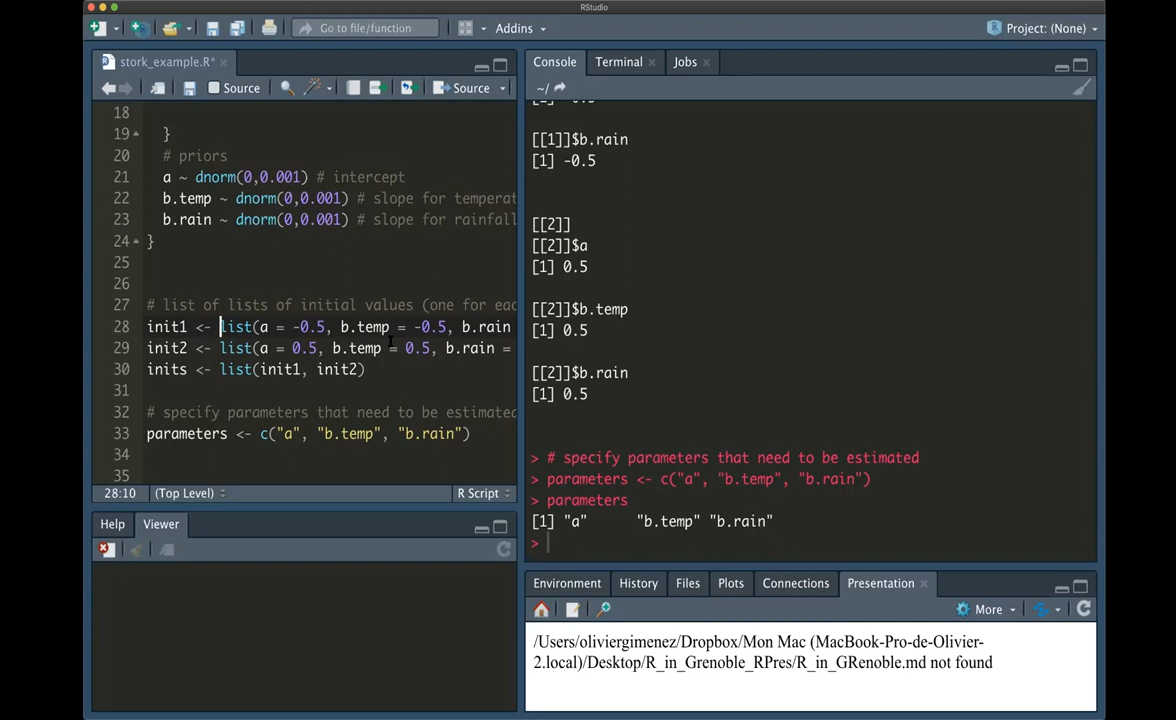 RStudio
Go to file/function
Addins
Project: (None)
stork_example.R*
Source
Source
18
19 }
20 # priors
21 a ~ dnorm(0,0.001) # intercept
22 b.temp ~ dnorm(0,0.001) # slope for temperat
23 b.rain ~ dnorm(0,0.001) # slope for rainfall
24 }
25
26
27 # list of lists of initial values (one for eac
28 init1 <- list(a = -0.5, b.temp = -0.5, b.rain
29 init2 <- list(a = 0.5, b.temp = 0.5, b.rain =
30 inits <- list(init1, init2)
31
32 # specify parameters that need to be estimated
33 parameters <- c("a", "b.temp", "b.rain")
34
35
28:10 (Top Level) R Script
Help Viewer
Console Terminal Jobs
~/
[[1]]$b.rain
[1] -0.5
[[2]]
[[2]]$a
[1] 0.5
[[2]]$b.temp
[1] 0.5
[[2]]$b.rain
[1] 0.5
> # specify parameters that need to be estimated
> parameters <- c("a", "b.temp", "b.rain")
> parameters
[1] "a" "b.temp" "b.rain"
>
Environment History Files Plots Connections Presentation
More
/Users/oliviergimenez/Dropbox/Mon Mac (MacBook-Pro-de-Olivier-
2.local)/Desktop/R_in_Grenoble_RPres/R_in_GRenoble.md not found